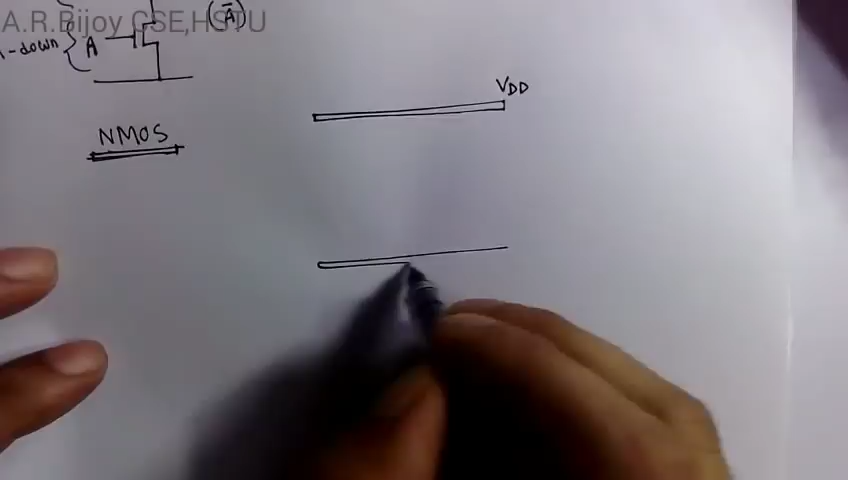 A.R.Bijoy CSE,HSTU
(A̅)
-down
A
VDD
NMOS